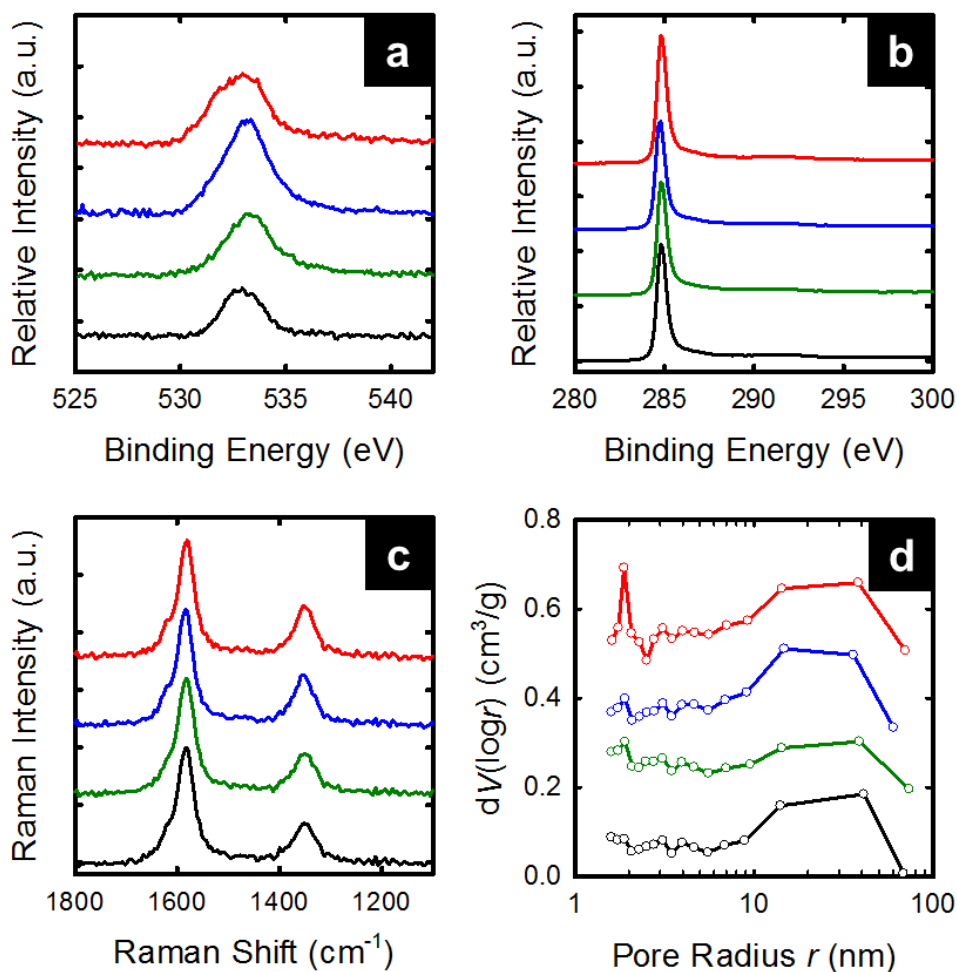 a
Relative Intensity (a.u.)
525 530 535 540
Binding Energy (eV)
b
Relative Intensity (a.u.)
280 285 290 295 300
Binding Energy (eV)
c
Raman Intensity (a.u.)
1800 1600 1400 1200
Raman Shift (cm⁻¹)
d
dV(logr) (cm³/g)
0.8
0.6
0.4
0.2
0.0
1 10 100
Pore Radius r (nm)